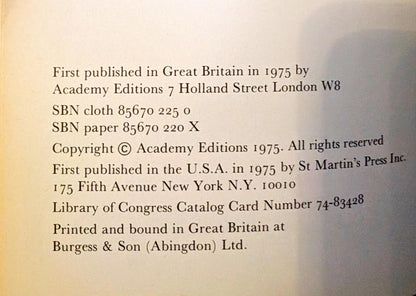 First published in Great Britain in 1975 by
Academy Editions 7 Holland Street London W8
SBN cloth 85670 225 0
SBN paper 85670 220 X
Copyright © Academy Editions 1975. All rights reserved
First published in the U.S.A. in 1975 by St Martin's Press Inc.
175 Fifth Avenue New York N.Y. 10010
Library of Congress Catalog Card Number 74-83428
Printed and bound in Great Britain at
Burgess & Son (Abingdon) Ltd.